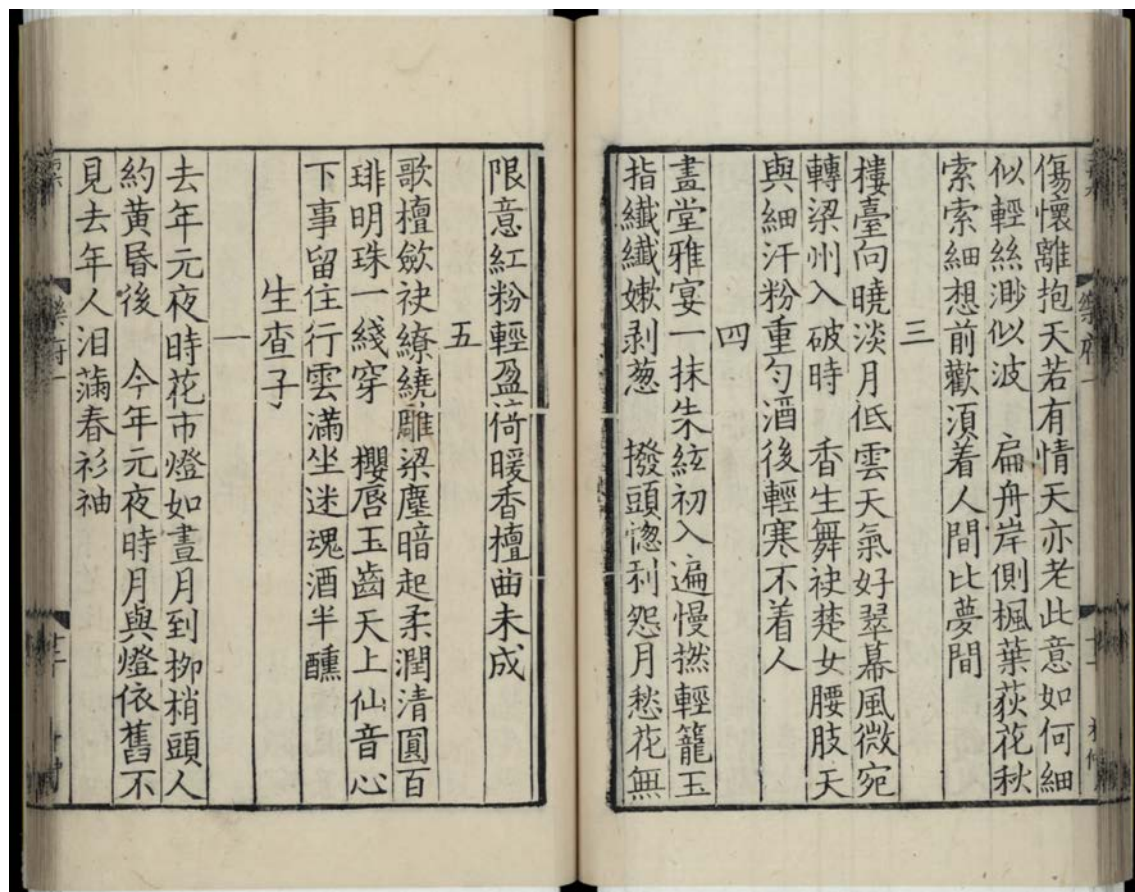 傷懷離抱天若有情天亦老此意如何細
似輕絲渺似波　扁舟岸側楓葉荻花秋
索索細想前歡須着人間比夢間
三
樓臺向曉淡月低雲天氣好翠幕風微宛
轉梁州入破時　香生舞袂楚女腰肢天
與細汗粉重勻酒後輕寒不着人
四
畫堂雅宴一抹朱絃初入遍慢撚輕籠玉
指纖纖嫩剥葱　撥頭憁利怨月愁花無
限意紅粉輕盈倚暖香檀曲未成
五
歌檀斂袂繚繞雕梁塵暗起柔潤清圓百
琲明珠一綫穿　櫻唇玉齒天上仙音心
下事留住行雲滿坐迷魂酒半醺
生查子
一
去年元夜時花市燈如晝月到柳梢頭人
約黄昏後　今年元夜時月與燈依舊不
見去年人泪滿春衫袖